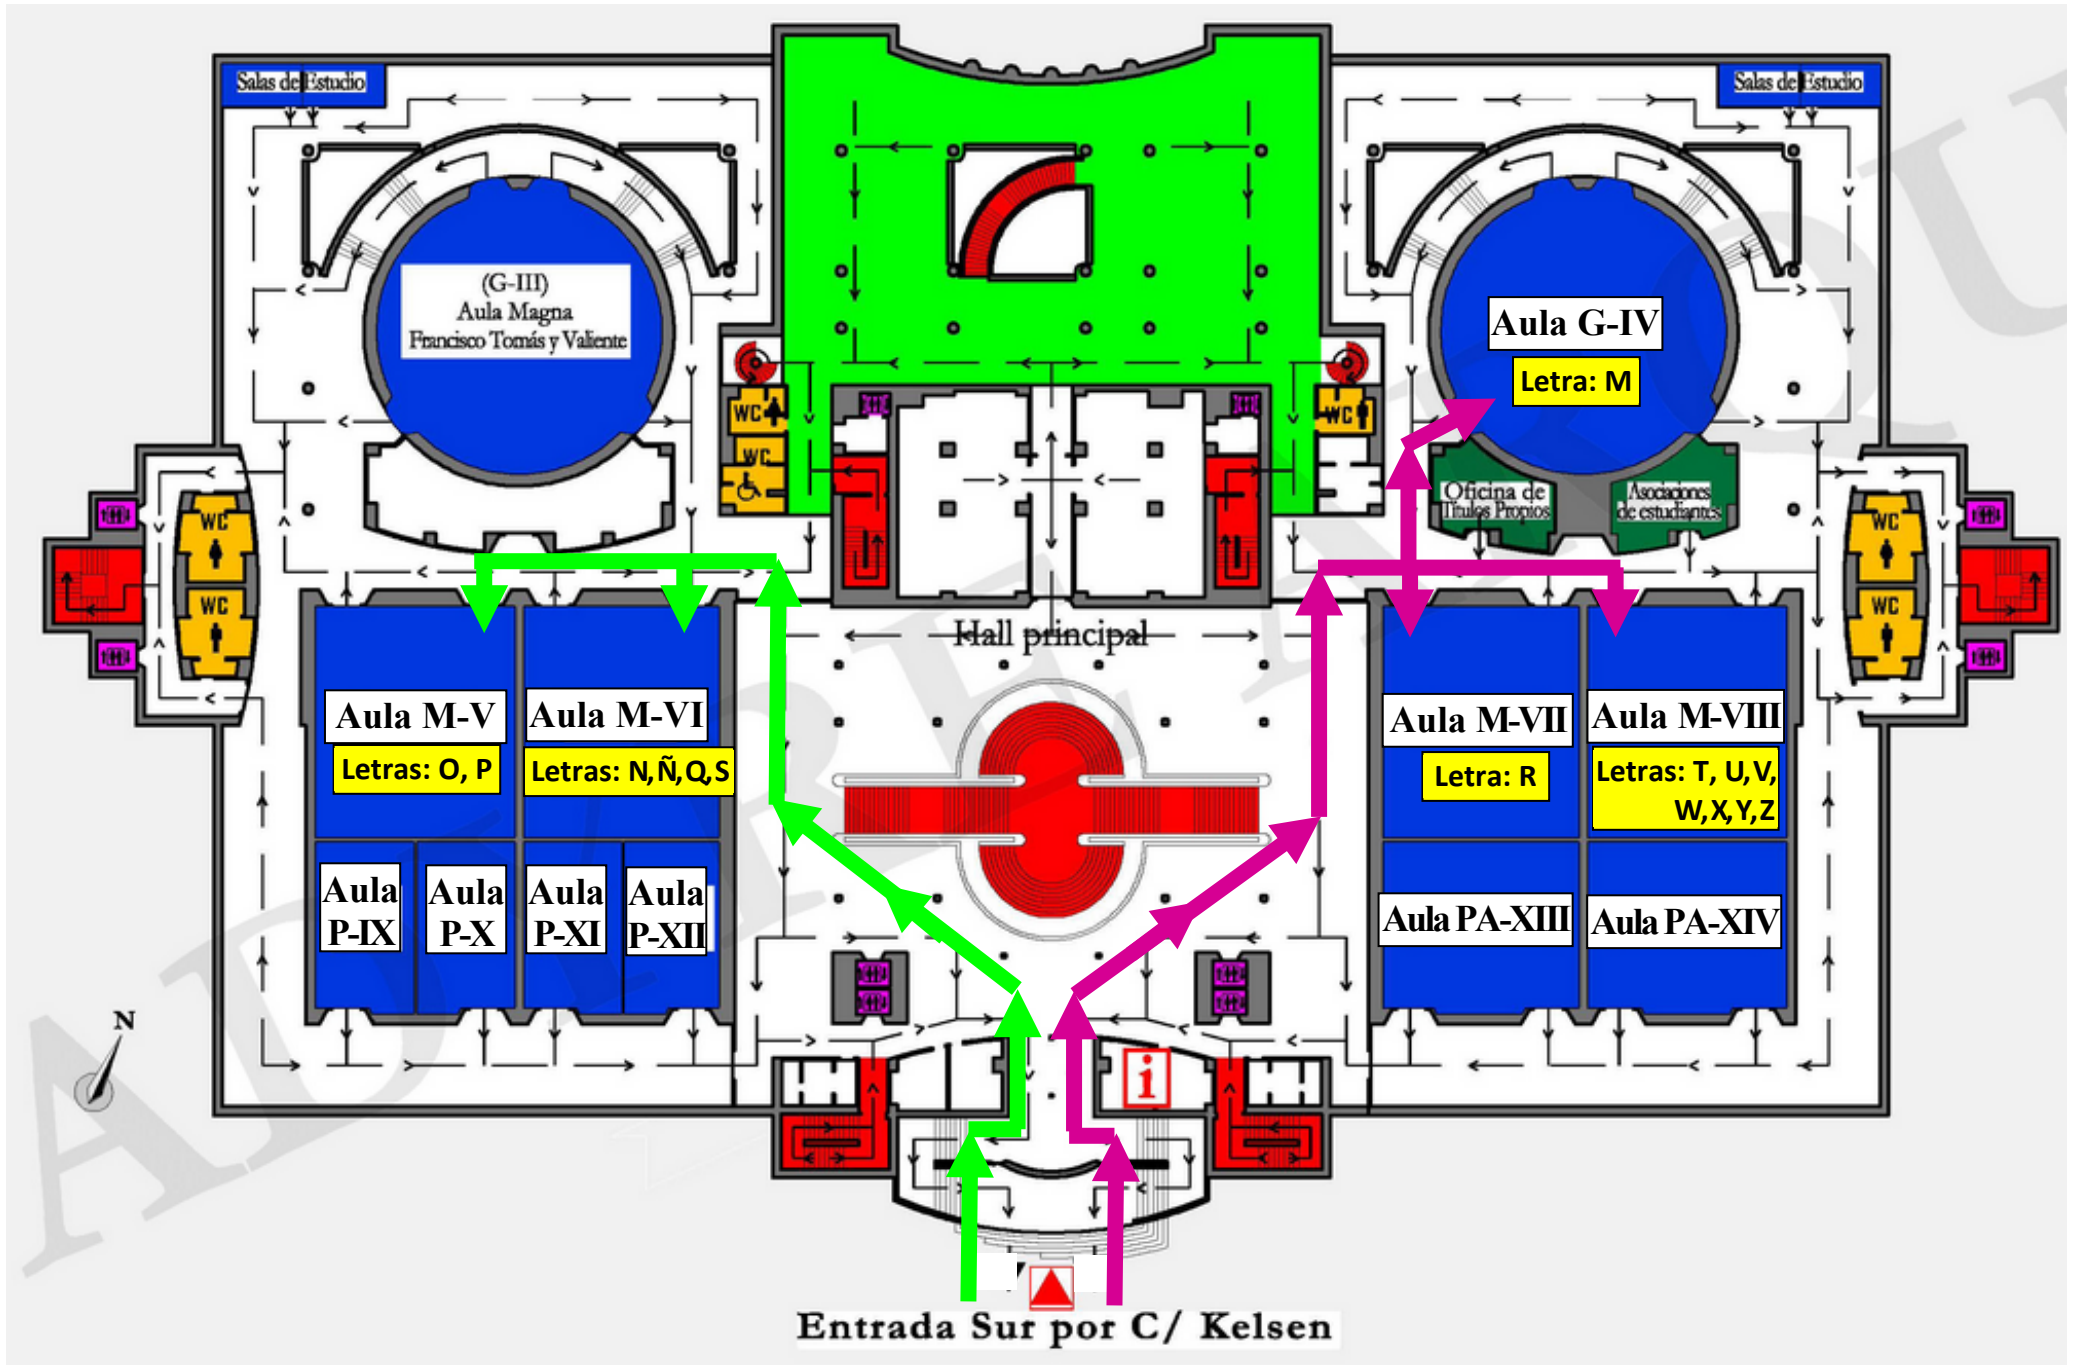 Salas de Estudio
Salas de Estudio
(G-III)
Aula Magna
Francisco Tomás y Valiente
Aula G-IV
Letra: M
WC
WC
WC
Oficina de
Títulos Propios
Asociaciones
de estudiantes
WC
WC
WC
WC
Hall principal
Aula M-V
Letras: O, P
Aula M-VI
Letras: N,Ñ,Q,S
Aula M-VII
Letra: R
Aula M-VIII
Letras: T, U,V,
W,X,Y,Z
Aula
P-IX
Aula
P-X
Aula
P-XI
Aula
P-XII
Aula PA-XIII
Aula PA-XIV
N
i
Entrada Sur por C/ Kelsen